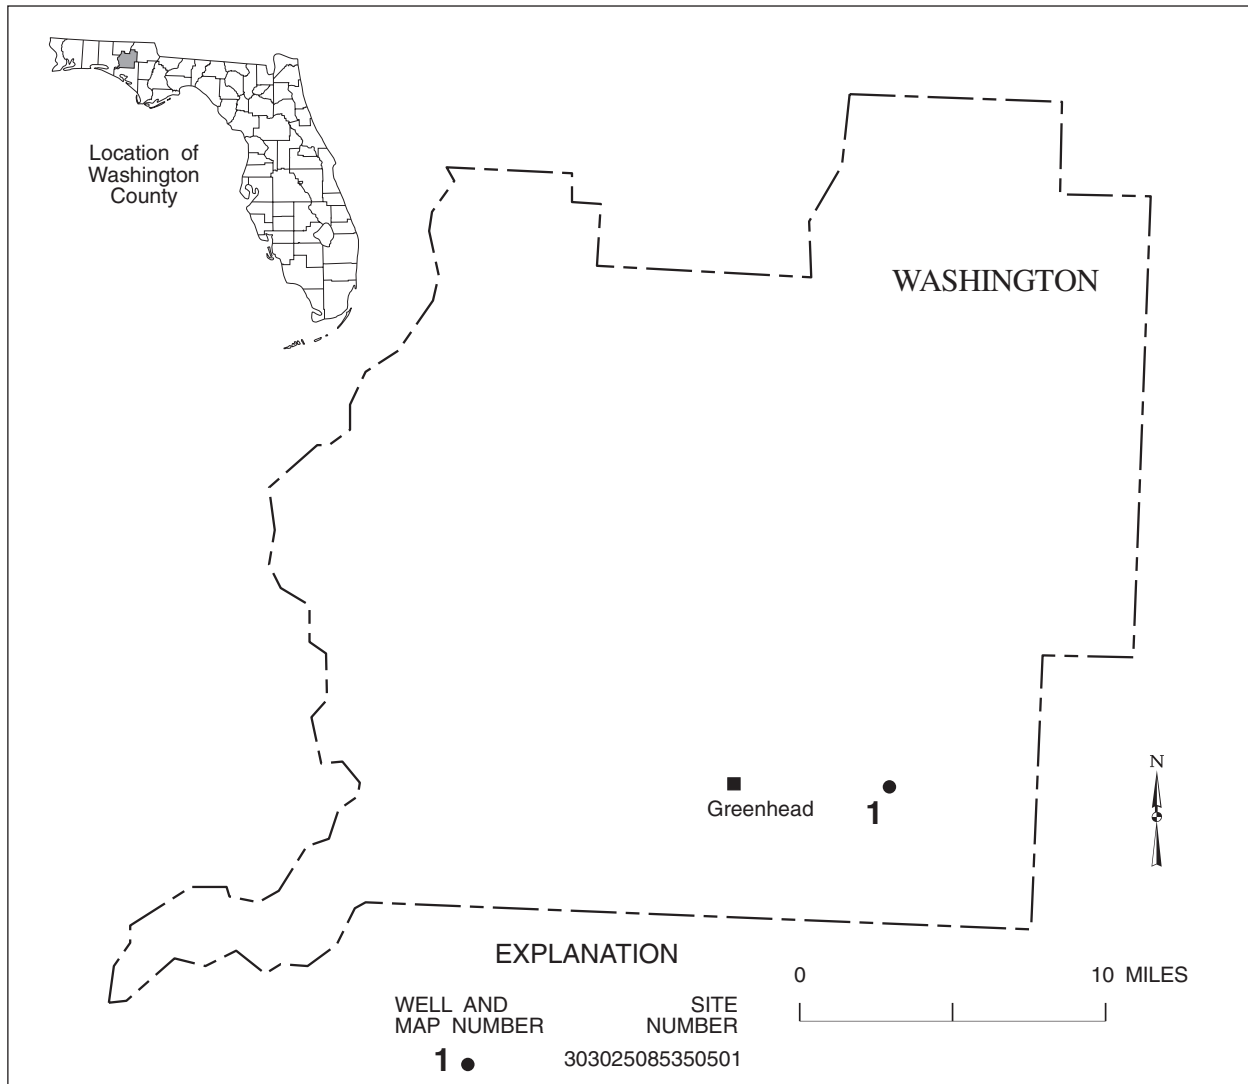 Location of
Washington
County
WASHINGTON
Greenhead
1
N
EXPLANATION
WELL AND
MAP NUMBER
SITE
NUMBER
1
303025085350501
0
10 MILES